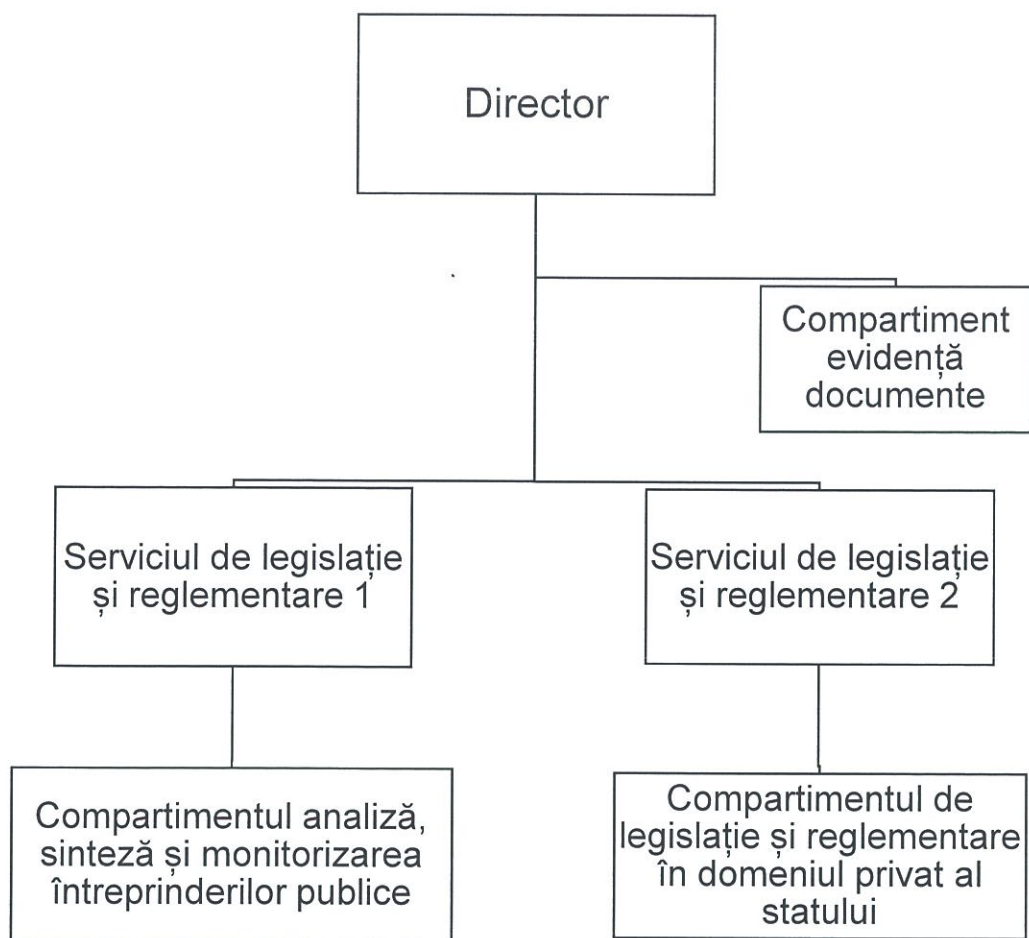 Director
Compartiment
evidență
documente
Serviciul de legislație
și reglementare 1
Serviciul de legislație
și reglementare 2
Compartimentul analiză,
sinteză și monitorizarea
întreprinderilor publice
Compartimentul de
legislație și reglementare
în domeniul privat al
statului